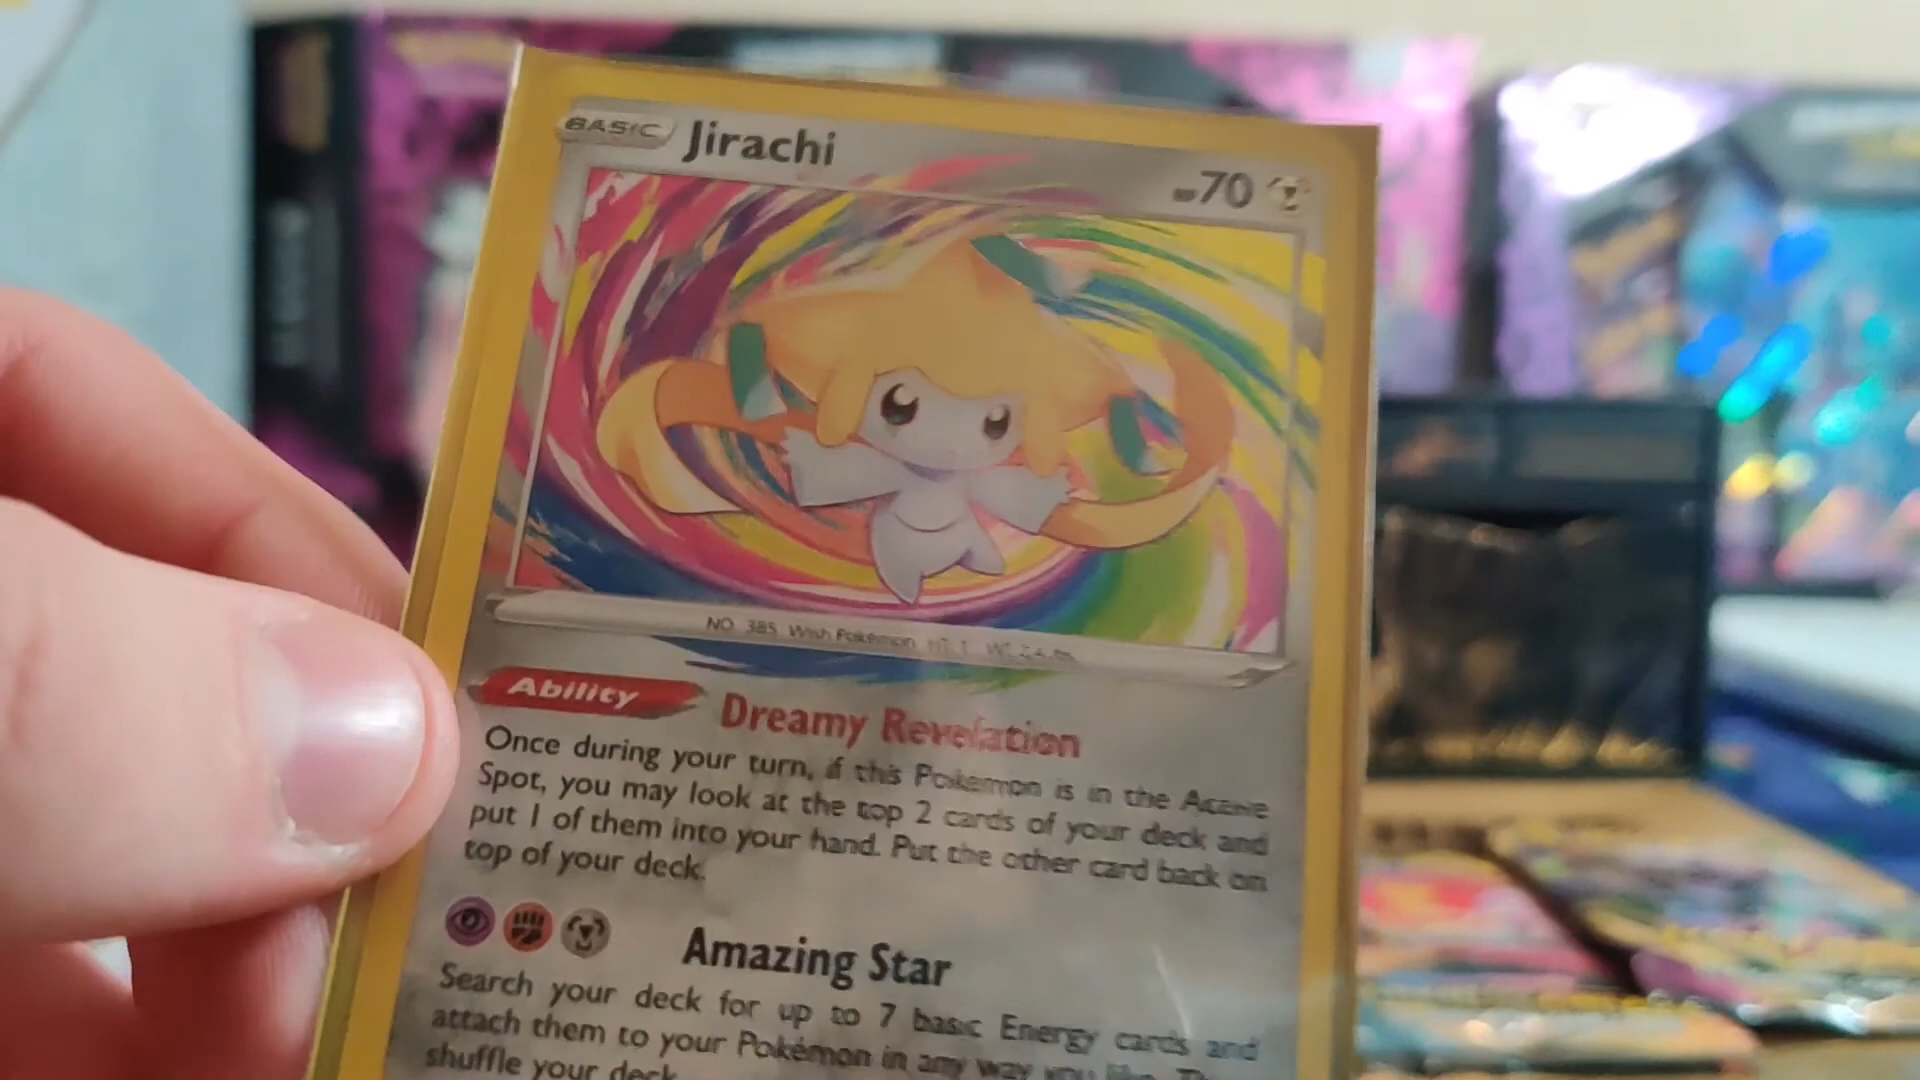 BASIC Jirachi
70
NO. 385 Wish Pokémon HT. 1 WT. 2.4 lbs.
Ability Dreamy Revelation
Once during your turn, if this Pokémon is in the Active
Spot, you may look at the top 2 cards of your deck and
put 1 of them into your hand. Put the other card back on
top of your deck.
Amazing Star
Search your deck for up to 7 basic Energy cards and
attach them to your Pokémon in any way you like.
shuffle your deck.